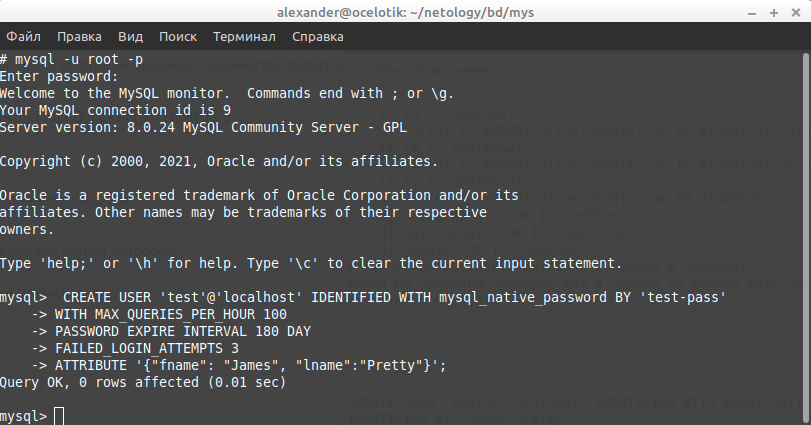 alexander@ocelotik: ~/netology/bd/mys
Файл Правка Вид Поиск Терминал Справка
# mysql -u root -p
Enter password:
Welcome to the MySQL monitor.  Commands end with ; or \g.
Your MySQL connection id is 9
Server version: 8.0.24 MySQL Community Server - GPL

Copyright (c) 2000, 2021, Oracle and/or its affiliates.

Oracle is a registered trademark of Oracle Corporation and/or its
affiliates. Other names may be trademarks of their respective
owners.

Type 'help;' or '\h' for help. Type '\c' to clear the current input statement.

mysql>  CREATE USER 'test'@'localhost' IDENTIFIED WITH mysql_native_password BY 'test-pass'
    -> WITH MAX_QUERIES_PER_HOUR 100
    -> PASSWORD EXPIRE INTERVAL 180 DAY
    -> FAILED_LOGIN_ATTEMPTS 3
    -> ATTRIBUTE '{"fname": "James", "lname":"Pretty"}';
Query OK, 0 rows affected (0.01 sec)

mysql>